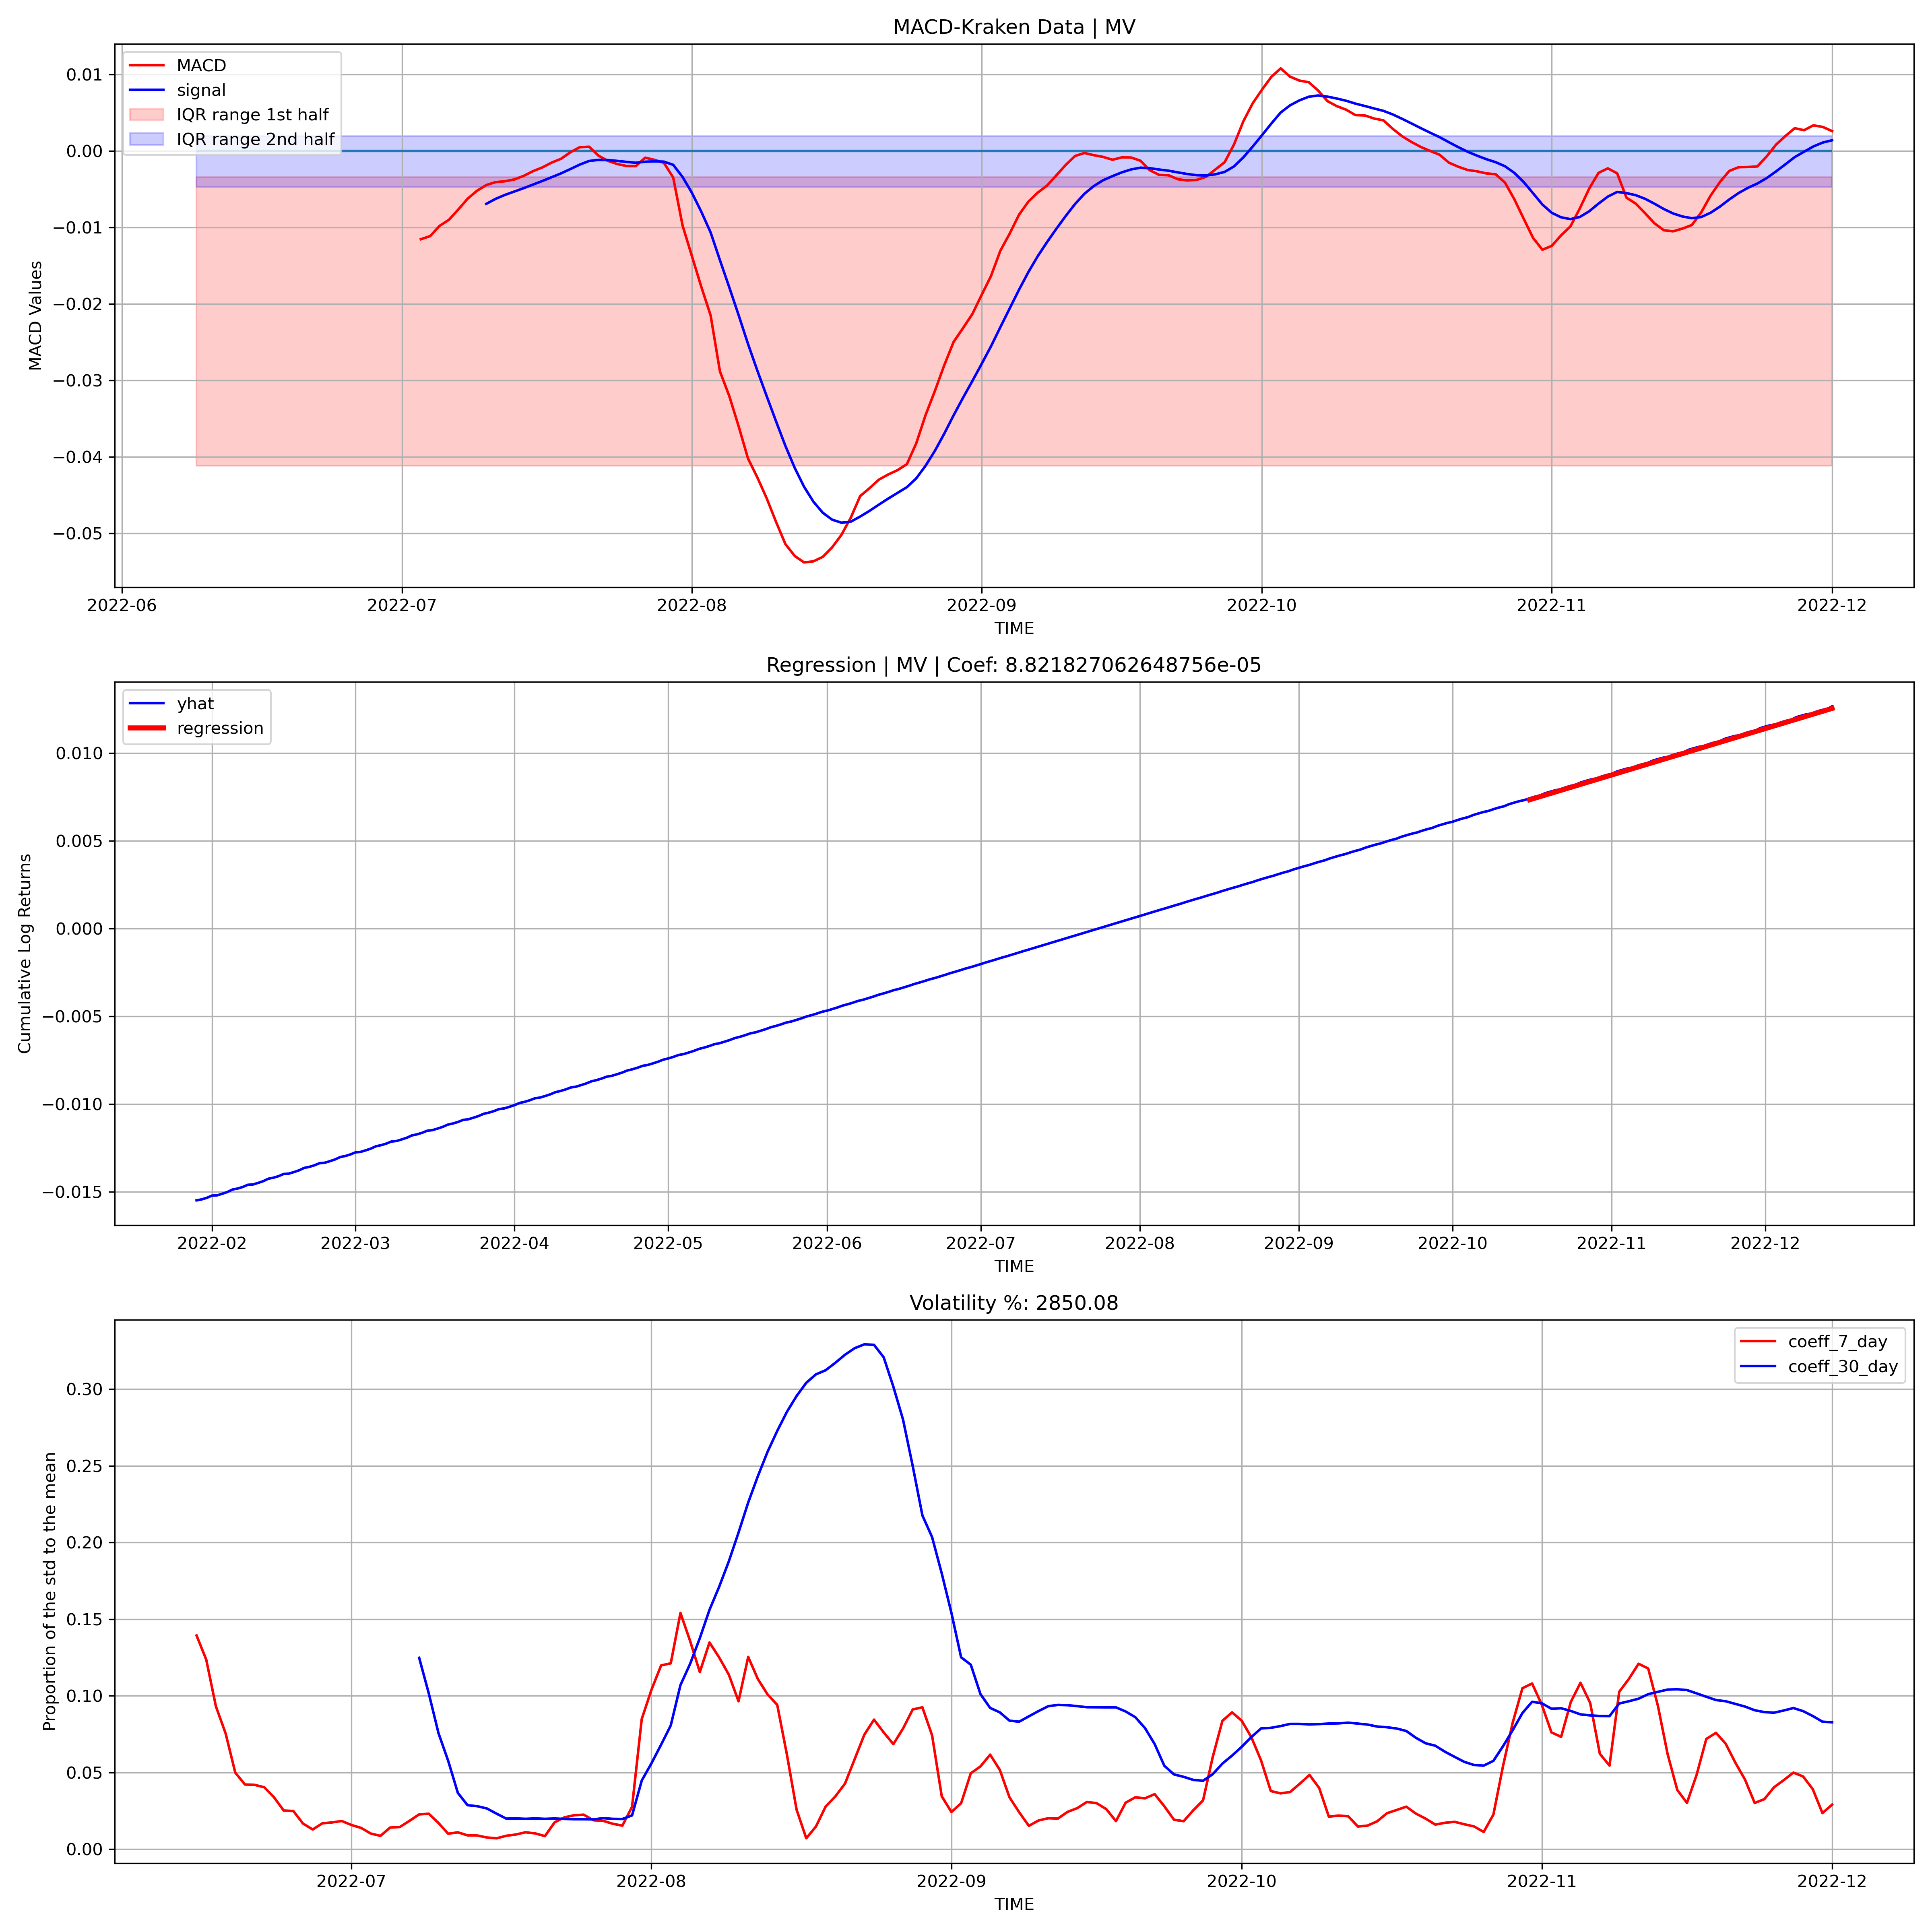 MACD-Kraken Data | MV
MACD
signal
IQR range 1st half
IQR range 2nd half
0.01
0.00
−0.01
−0.02
−0.03
−0.04
−0.05
MACD Values
2022-06 2022-07 2022-08 2022-09 2022-10 2022-11 2022-12
TIME
Regression | MV | Coef: 8.821827062648756e-05
yhat
regression
0.010
0.005
0.000
−0.005
−0.010
−0.015
Cumulative Log Returns
2022-02 2022-03 2022-04 2022-05 2022-06 2022-07 2022-08 2022-09 2022-10 2022-11 2022-12
TIME
Volatility %: 2850.08
coeff_7_day
coeff_30_day
0.30
0.25
0.20
0.15
0.10
0.05
0.00
Proportion of the std to the mean
2022-07 2022-08 2022-09 2022-10 2022-11 2022-12
TIME